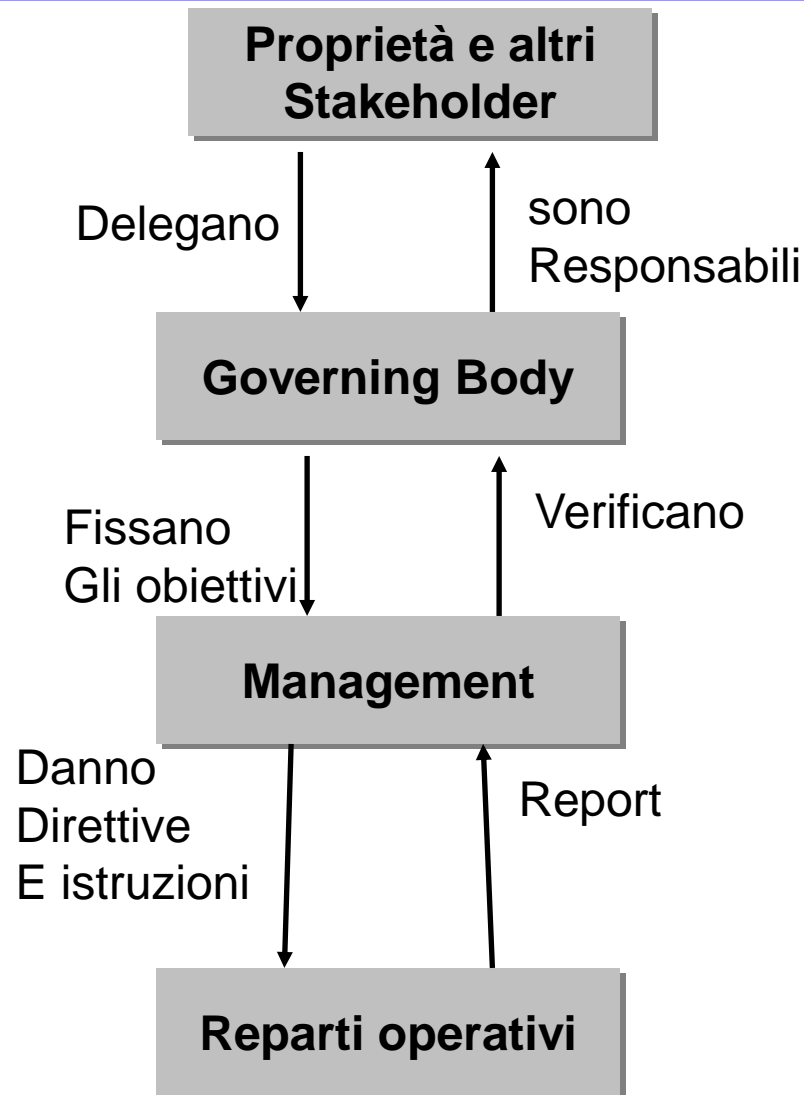 Proprietà e altri
Stakeholder
Delegano
sono
Responsabili
Governing Body
Fissano
Gli obiettivi
Verificano
Management
Danno
Direttive
E istruzioni
Report
Reparti operativi